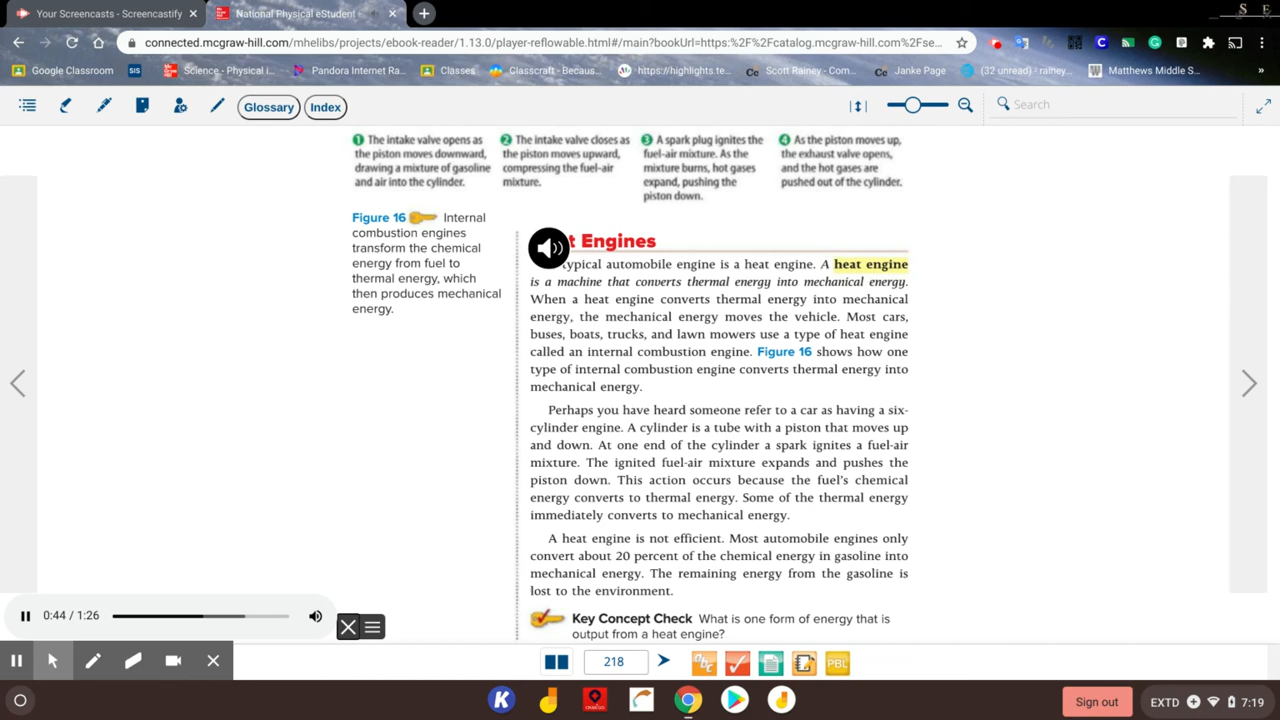 S E
Your Screencasts - Screencastify
National Physical eStudent
connected.mcgraw-hill.com/mhelibs/projects/ebook-reader/1.13.0/player-reflowable.html#/main?bookUrl=https:%2F%2Fcatalog.mcgraw-hill.com%2Fse...
Google Classroom SIS Science - Physical i... Pandora Internet Ra... Classes Classcraft - Becaus... https://highlights.te... Cc Scott Rainey - Com... Cc Janke Page (32 unread) - rainey... W Matthews Middle S... »
Glossary Index Search
1 The intake valve opens as
the piston moves downward,
drawing a mixture of gasoline
and air into the cylinder.
2 The intake valve closes as
the piston moves upward,
compressing the fuel-air
mixture.
3 A spark plug ignites the
fuel-air mixture. As the
mixture burns, hot gases
expand, pushing the
piston down.
4 As the piston moves up,
the exhaust valve opens,
and the hot gases are
pushed out of the cylinder.
Figure 16 Internal
combustion engines
transform the chemical
energy from fuel to
thermal energy, which
then produces mechanical
energy.
t Engines
typical automobile engine is a heat engine. A heat engine
is a machine that converts thermal energy into mechanical energy.
When a heat engine converts thermal energy into mechanical
energy, the mechanical energy moves the vehicle. Most cars,
buses, boats, trucks, and lawn mowers use a type of heat engine
called an internal combustion engine. Figure 16 shows how one
type of internal combustion engine converts thermal energy into
mechanical energy.
Perhaps you have heard someone refer to a car as having a six-
cylinder engine. A cylinder is a tube with a piston that moves up
and down. At one end of the cylinder a spark ignites a fuel-air
mixture. The ignited fuel-air mixture expands and pushes the
piston down. This action occurs because the fuel's chemical
energy converts to thermal energy. Some of the thermal energy
immediately converts to mechanical energy.
A heat engine is not efficient. Most automobile engines only
convert about 20 percent of the chemical energy in gasoline into
mechanical energy. The remaining energy from the gasoline is
lost to the environment.
Key Concept Check What is one form of energy that is
output from a heat engine?
0:44 / 1:26
218 abc PBL
K Sign out EXTD 7:19